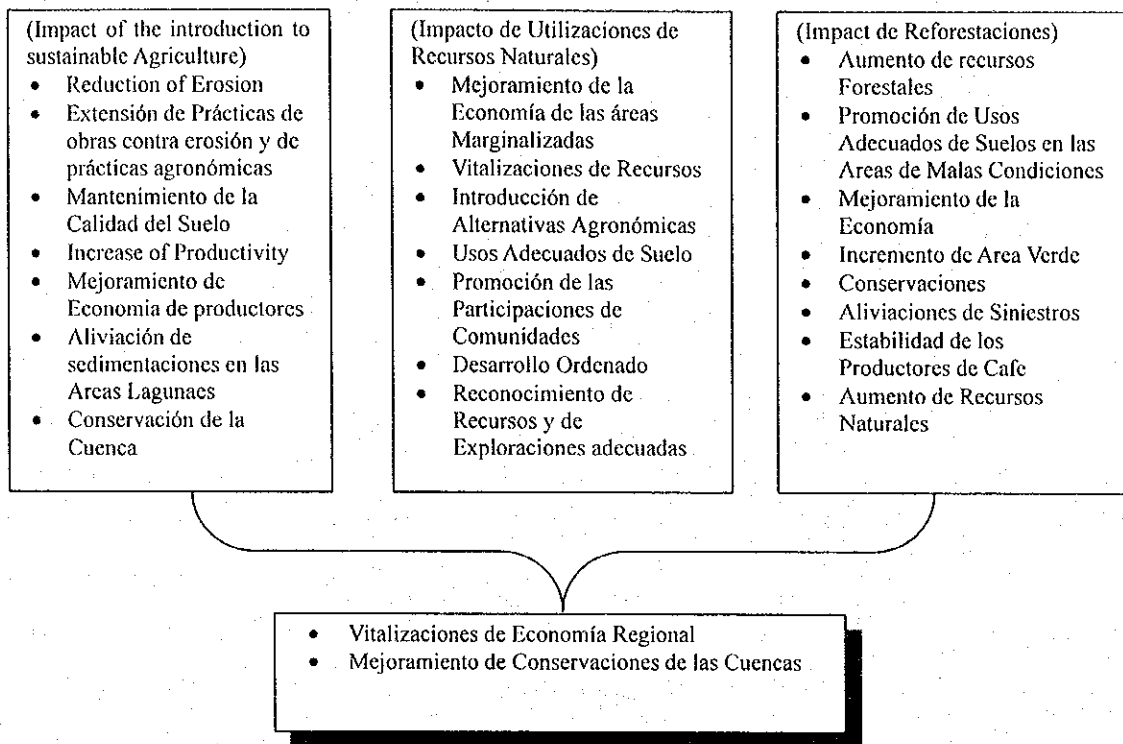 (Impact of the introduction to
sustainable Agriculture)
• Reduction of Erosion
• Extensión de Prácticas de
obras contra erosión y de
prácticas agronómicas
• Mantenimiento de la
Calidad del Suelo
• Increase of Productivity
• Mejoramiento de
Economia de productores
• Aliviación de
sedimentaciones en las
Areas Lagunaes
• Conservación de la
Cuenca
(Impacto de Utilizaciones de
Recursos Naturales)
• Mejoramiento de la
Economía de las áreas
Marginalizadas
• Vitalizaciones de Recursos
• Introducción de
Alternativas Agronómicas
• Usos Adecuados de Suelo
• Promoción de las
Participaciones de
Comunidades
• Desarrollo Ordenado
• Reconocimiento de
Recursos y de
Exploraciones adecuadas
(Impact de Reforestaciones)
• Aumento de recursos
Forestales
• Promoción de Usos
Adecuados de Suelos en las
Areas de Malas Condiciones
• Mejoramiento de la
Economía
• Incremento de Area Verde
• Conservaciones
• Aliviaciones de Siniestros
• Estabilidad de los
Productores de Cafe
• Aumento de Recursos
Naturales
• Vitalizaciones de Economía Regional
• Mejoramiento de Conservaciones de las Cuencas